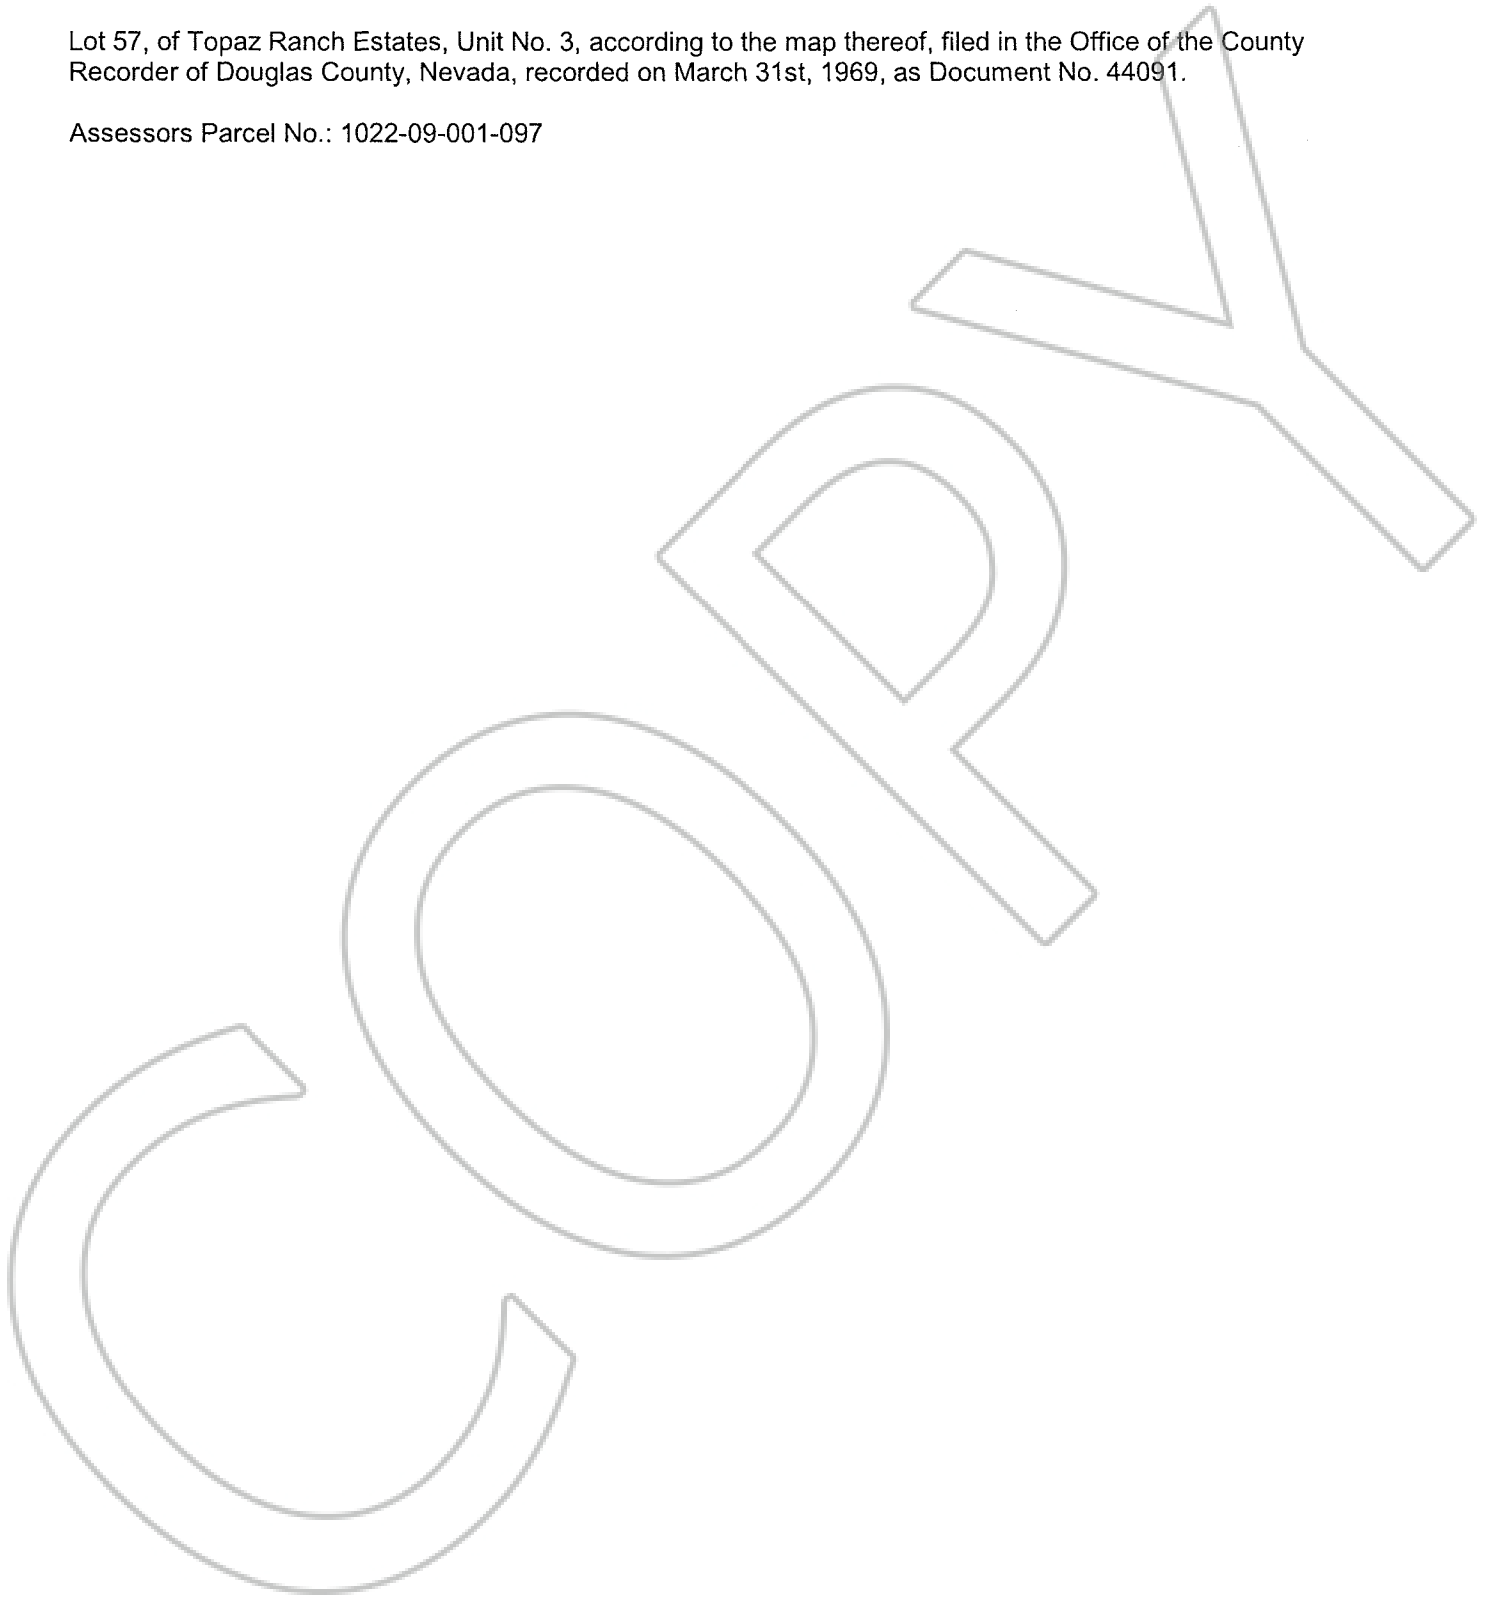 Lot 57, of Topaz Ranch Estates, Unit No. 3, according to the map thereof, filed in the Office of the County
Recorder of Douglas County, Nevada, recorded on March 31st, 1969, as Document No. 44091.
Assessors Parcel No.: 1022-09-001-097
COPY